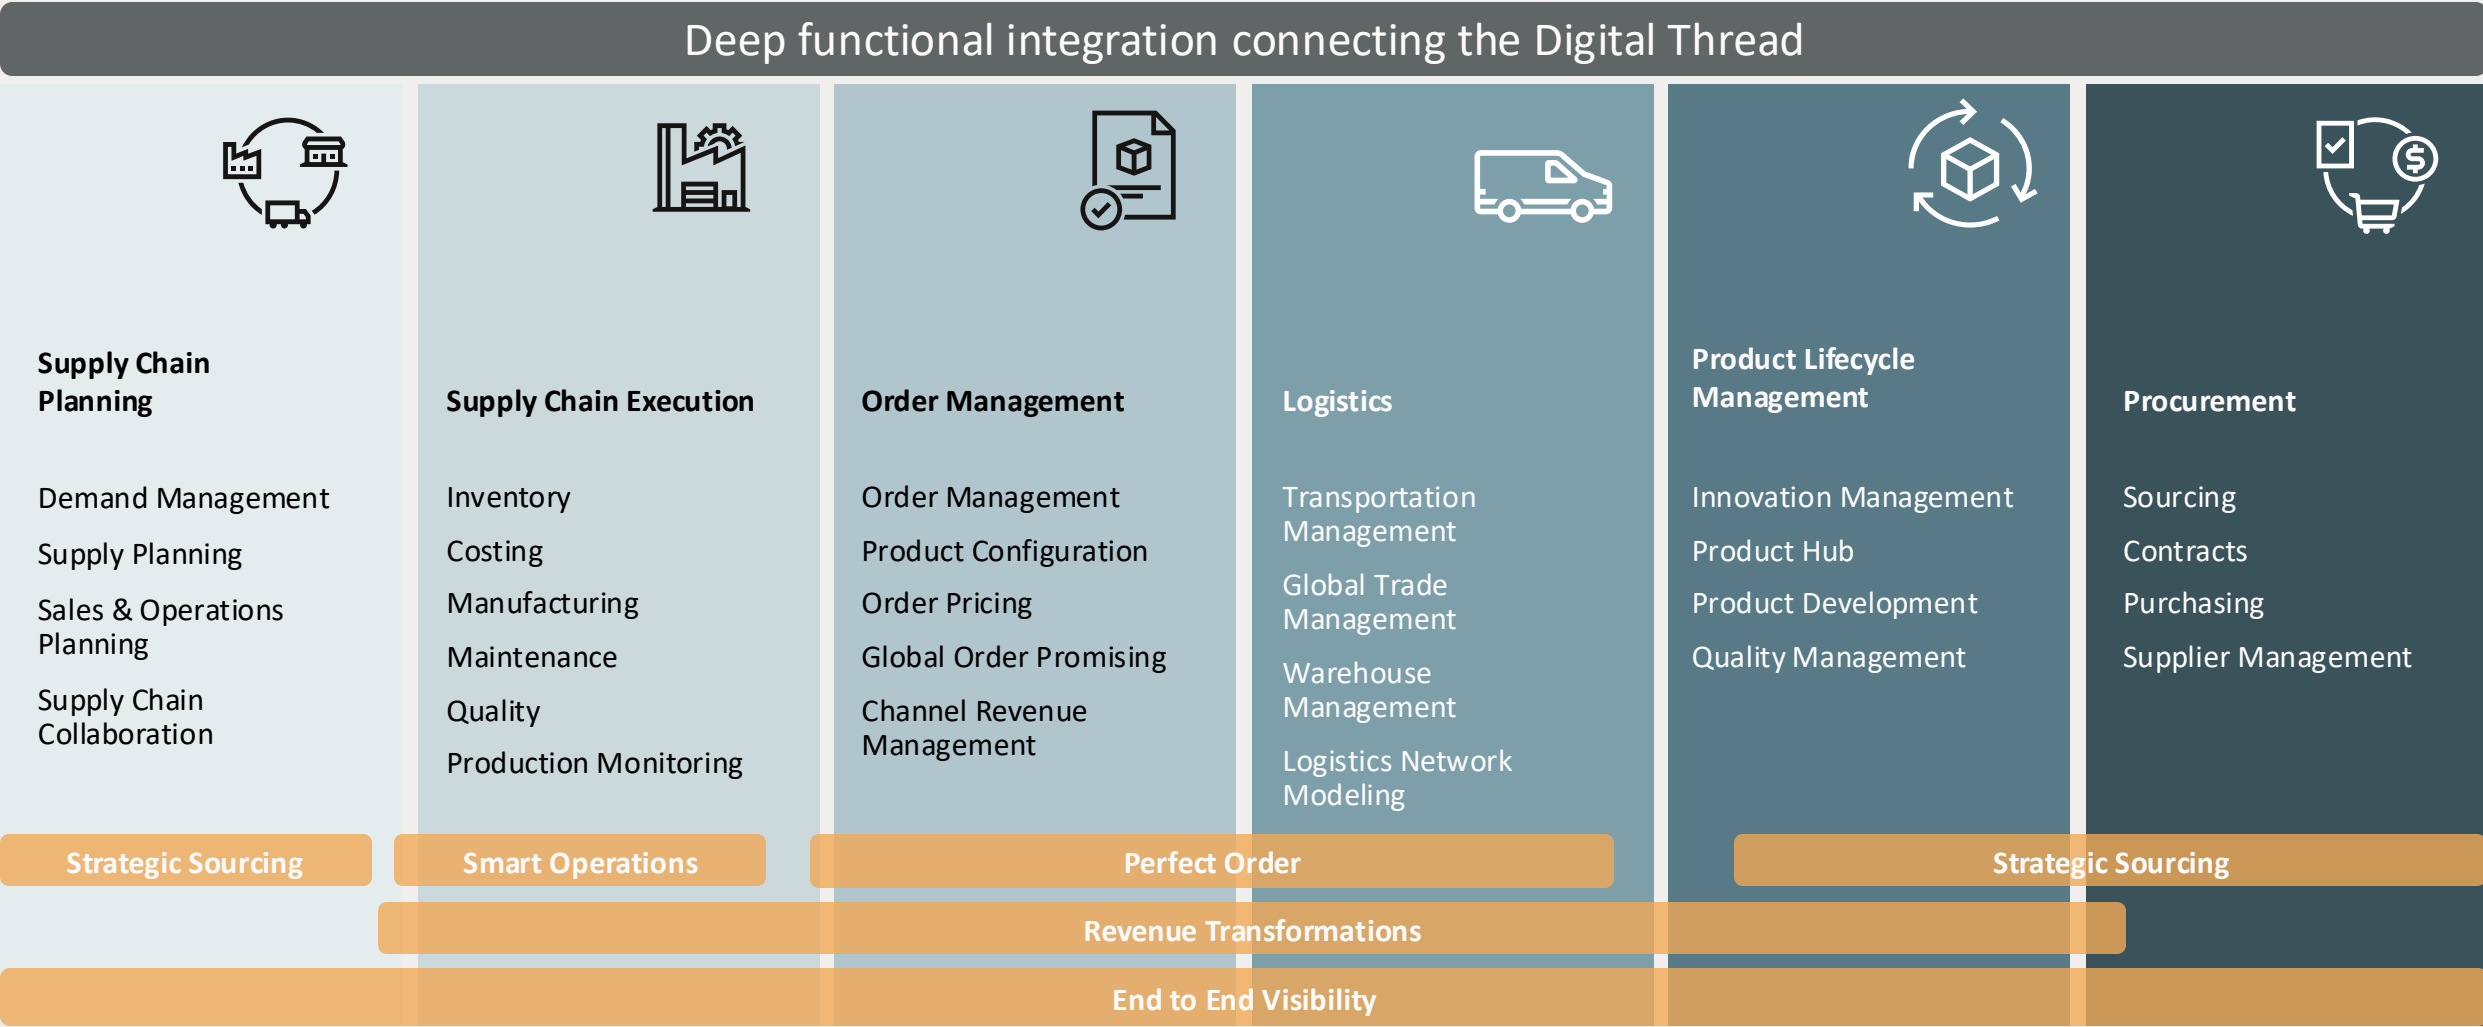 Deep functional integration connecting the Digital Thread
Supply Chain
Planning
Demand Management
Supply Planning
Sales & Operations
Planning
Supply Chain
Collaboration
Supply Chain Execution
Inventory
Costing
Manufacturing
Maintenance
Quality
Production Monitoring
Order Management
Order Management
Product Configuration
Order Pricing
Global Order Promising
Channel Revenue
Management
Logistics
Transportation
Management
Global Trade
Management
Warehouse
Management
Logistics Network
Modeling
Product Lifecycle
Management
Innovation Management
Product Hub
Product Development
Quality Management
Procurement
Sourcing
Contracts
Purchasing
Supplier Management
Strategic Sourcing
Smart Operations
Perfect Order
Strategic Sourcing
Revenue Transformations
End to End Visibility